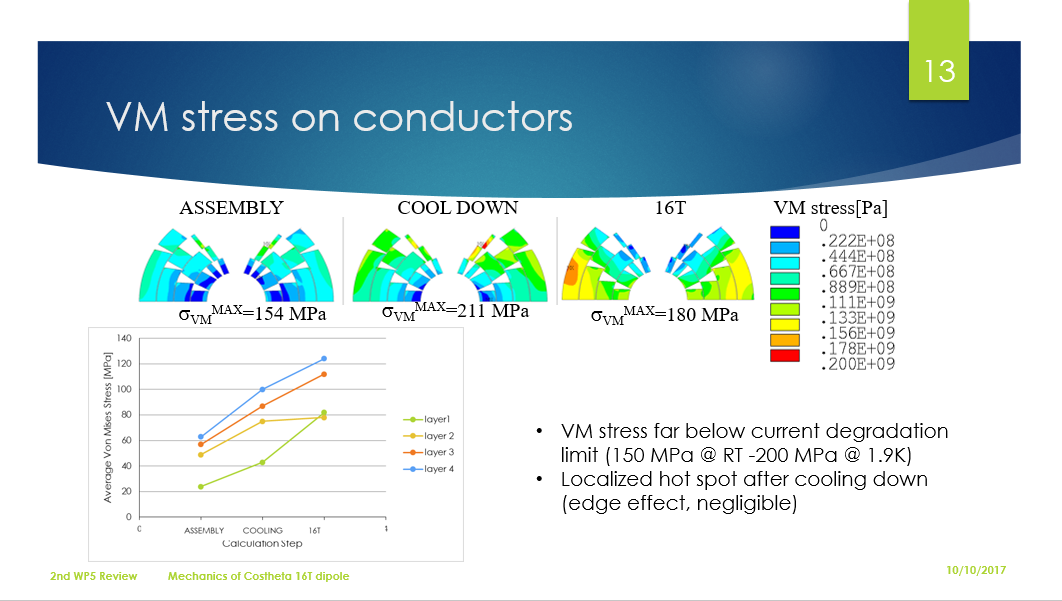 13
VM stress on conductors
ASSEMBLY
COOL DOWN
16T
VM stress[Pa]
0
.222E+08
.444E+08
.667E+08
.889E+08
.111E+09
.133E+09
.156E+09
.178E+09
.200E+09
σVMMAX=154 MPa
σVMMAX=211 MPa
σVMMAX=180 MPa
Average Von Mises Stress [MPa]
140
120
100
80
60
40
20
0
0
ASSEMBLY
COOLING
16T
4
Calculation Step
layer1
layer 2
layer 3
layer 4
• VM stress far below current degradation
limit (150 MPa @ RT -200 MPa @ 1.9K)
• Localized hot spot after cooling down
(edge effect, negligible)
2nd WP5 Review
Mechanics of Costheta 16T dipole
10/10/2017